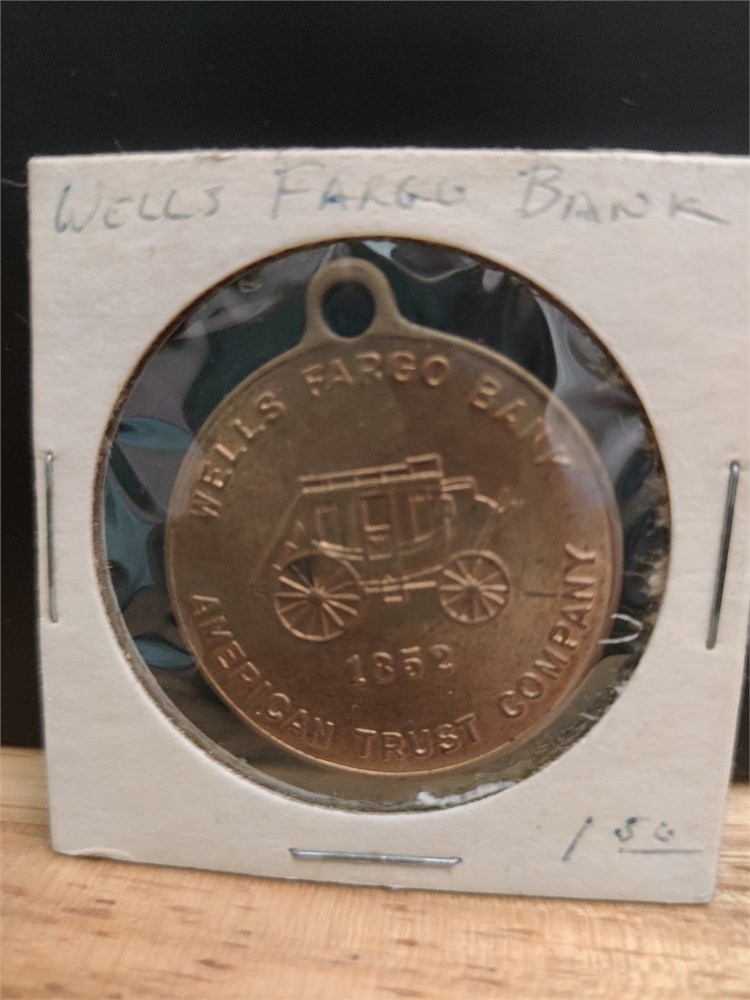 WELLS FARGO BANK
WELLS FARGO BANK
1852
AMERICAN TRUST COMPANY
1 50